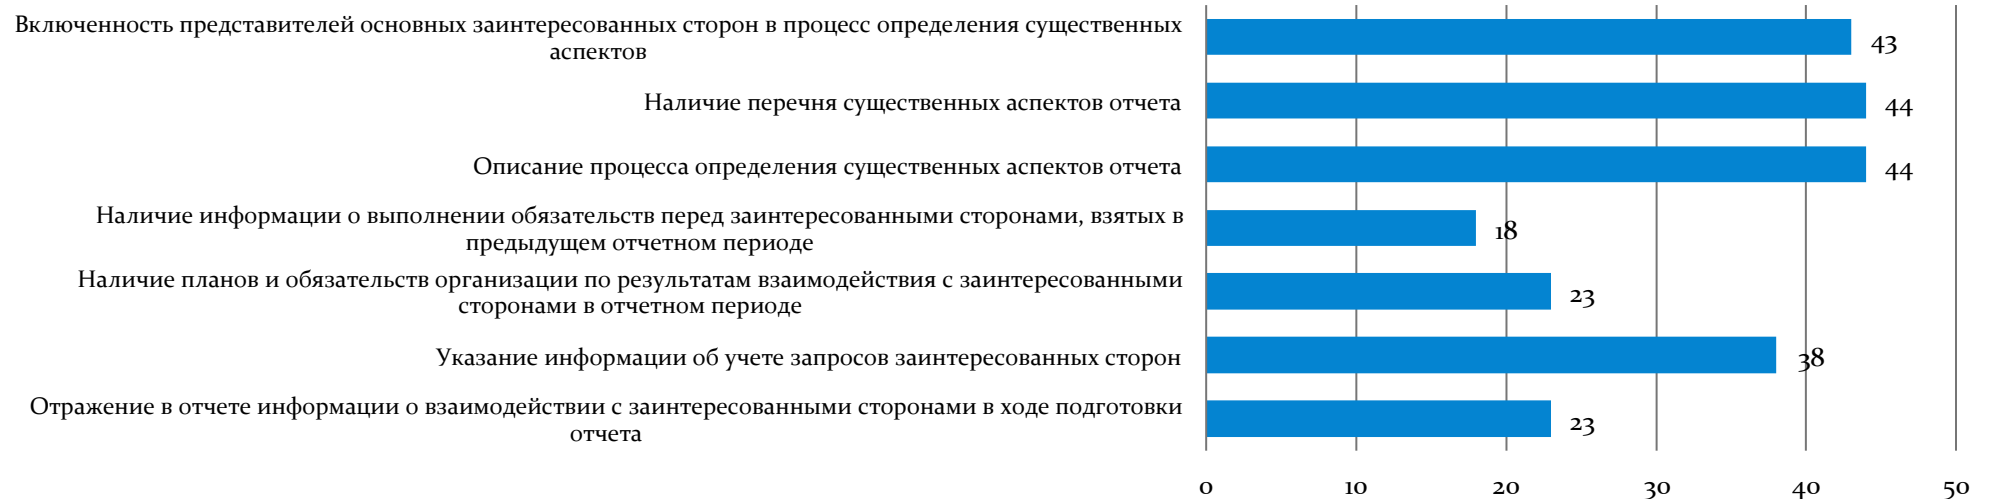 Включенность представителей основных заинтересованных сторон в процесс определения существенных
аспектов
43
Наличие перечня существенных аспектов отчета
44
Описание процесса определения существенных аспектов отчета
44
Наличие информации о выполнении обязательств перед заинтересованными сторонами, взятых в
предыдущем отчетном периоде
18
Наличие планов и обязательств организации по результатам взаимодействия с заинтересованными
сторонами в отчетном периоде
23
Указание информации об учете запросов заинтересованных сторон
38
Отражение в отчете информации о взаимодействии с заинтересованными сторонами в ходе подготовки
отчета
23
0 10 20 30 40 50